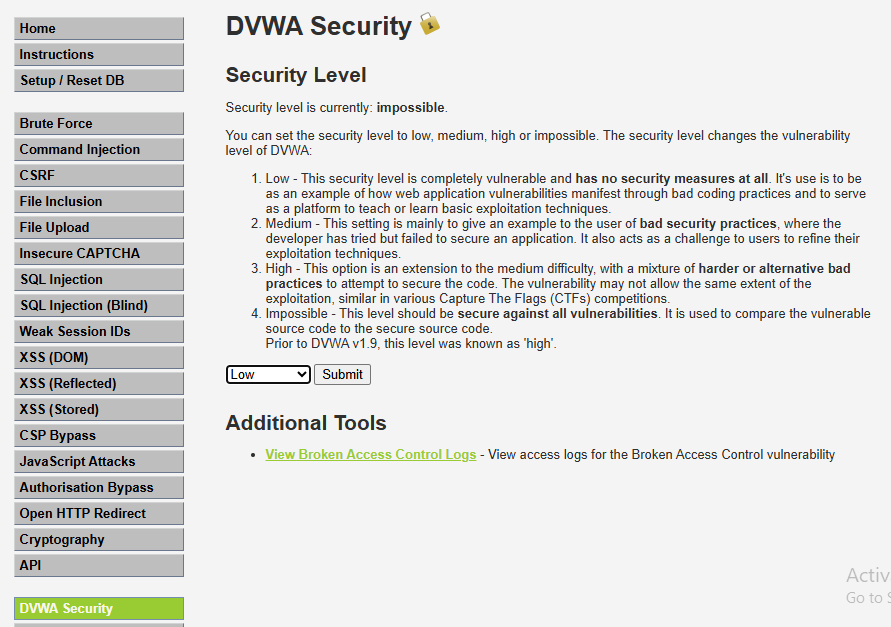 Home
Instructions
Setup / Reset DB
Brute Force
Command Injection
CSRF
File Inclusion
File Upload
Insecure CAPTCHA
SQL Injection
SQL Injection (Blind)
Weak Session IDs
XSS (DOM)
XSS (Reflected)
XSS (Stored)
CSP Bypass
JavaScript Attacks
Authorisation Bypass
Open HTTP Redirect
Cryptography
API
DVWA Security
DVWA Security
Security Level
Security level is currently: impossible.
You can set the security level to low, medium, high or impossible. The security level changes the vulnerability
level of DVWA:
1. Low - This security level is completely vulnerable and has no security measures at all. It's use is to be
as an example of how web application vulnerabilities manifest through bad coding practices and to serve
as a platform to teach or learn basic exploitation techniques.
2. Medium - This setting is mainly to give an example to the user of bad security practices, where the
developer has tried but failed to secure an application. It also acts as a challenge to users to refine their
exploitation techniques.
3. High - This option is an extension to the medium difficulty, with a mixture of harder or alternative bad
practices to attempt to secure the code. The vulnerability may not allow the same extent of the
exploitation, similar in various Capture The Flags (CTFs) competitions.
4. Impossible - This level should be secure against all vulnerabilities. It is used to compare the vulnerable
source code to the secure source code.
Prior to DVWA v1.9, this level was known as 'high'.
Low Submit
Additional Tools
• View Broken Access Control Logs - View access logs for the Broken Access Control vulnerability
Go to